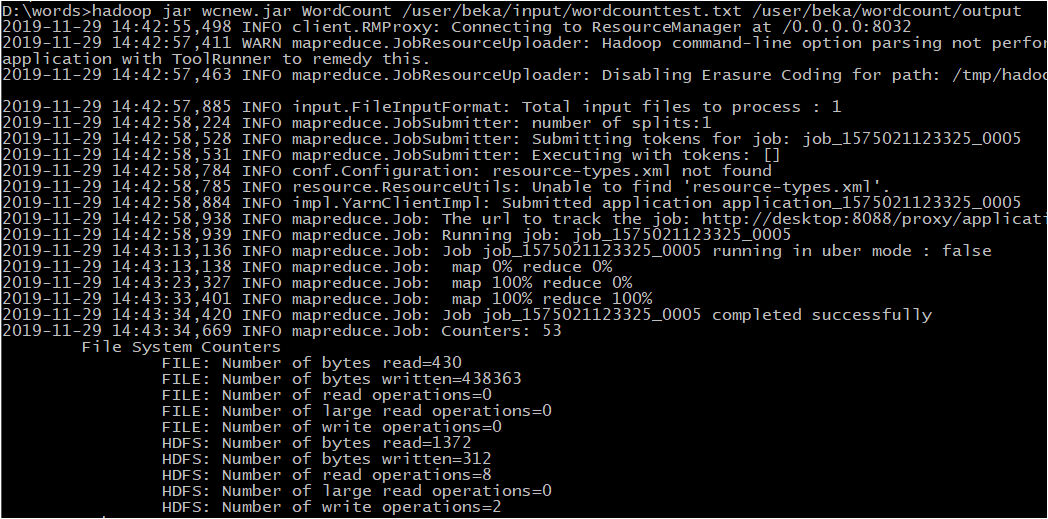 D:\words>hadoop jar wcnew.jar WordCount /user/beka/input/wordcounttest.txt /user/beka/wordcount/output
2019-11-29 14:42:55,498 INFO client.RMProxy: Connecting to ResourceManager at /0.0.0.0:8032
2019-11-29 14:42:57,411 WARN mapreduce.JobResourceUploader: Hadoop command-line option parsing not perfor
application with ToolRunner to remedy this.
2019-11-29 14:42:57,463 INFO mapreduce.JobResourceUploader: Disabling Erasure Coding for path: /tmp/hadoo
2019-11-29 14:42:57,885 INFO input.FileInputFormat: Total input files to process : 1
2019-11-29 14:42:58,224 INFO mapreduce.JobSubmitter: number of splits:1
2019-11-29 14:42:58,528 INFO mapreduce.JobSubmitter: Submitting tokens for job: job_1575021123325_0005
2019-11-29 14:42:58,531 INFO mapreduce.JobSubmitter: Executing with tokens: []
2019-11-29 14:42:58,784 INFO conf.Configuration: resource-types.xml not found
2019-11-29 14:42:58,785 INFO resource.ResourceUtils: Unable to find 'resource-types.xml'.
2019-11-29 14:42:58,884 INFO impl.YarnClientImpl: Submitted application application_1575021123325_0005
2019-11-29 14:42:58,938 INFO mapreduce.Job: The url to track the job: http://desktop:8088/proxy/applicati
2019-11-29 14:42:58,939 INFO mapreduce.Job: Running job: job_1575021123325_0005
2019-11-29 14:43:13,136 INFO mapreduce.Job: Job job_1575021123325_0005 running in uber mode : false
2019-11-29 14:43:13,138 INFO mapreduce.Job:  map 0% reduce 0%
2019-11-29 14:43:23,327 INFO mapreduce.Job:  map 100% reduce 0%
2019-11-29 14:43:33,401 INFO mapreduce.Job:  map 100% reduce 100%
2019-11-29 14:43:34,420 INFO mapreduce.Job: Job job_1575021123325_0005 completed successfully
2019-11-29 14:43:34,669 INFO mapreduce.Job: Counters: 53
File System Counters
FILE: Number of bytes read=430
FILE: Number of bytes written=438363
FILE: Number of read operations=0
FILE: Number of large read operations=0
FILE: Number of write operations=0
HDFS: Number of bytes read=1372
HDFS: Number of bytes written=312
HDFS: Number of read operations=8
HDFS: Number of large read operations=0
HDFS: Number of write operations=2